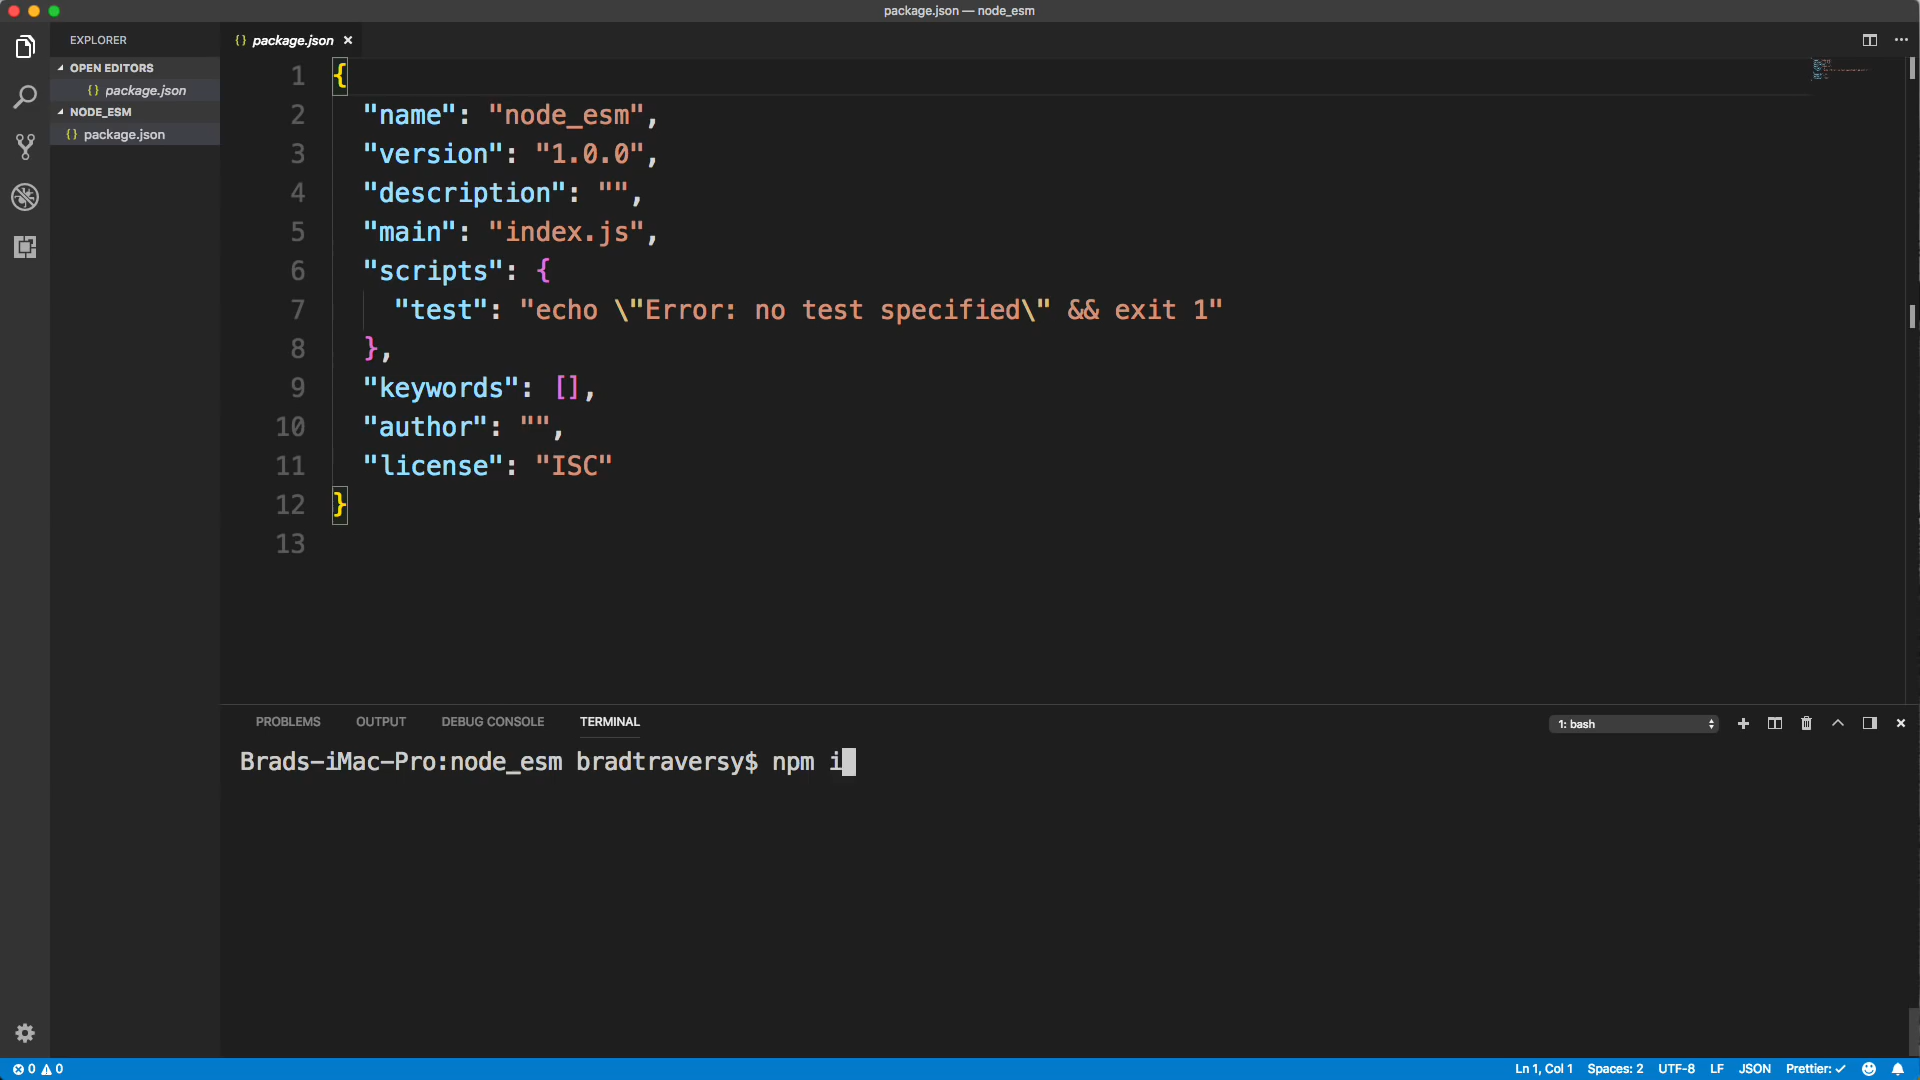 package.json — node_esm
EXPLORER
OPEN EDITORS
{} package.json
NODE_ESM
{} package.json
{} package.json ×
1 {
2 "name": "node_esm",
3 "version": "1.0.0",
4 "description": "",
5 "main": "index.js",
6 "scripts": {
7 "test": "echo \"Error: no test specified\" && exit 1"
8 },
9 "keywords": [],
10 "author": "",
11 "license": "ISC"
12 }
13
PROBLEMS OUTPUT DEBUG CONSOLE TERMINAL
1: bash
Brads-iMac-Pro:node_esm bradtraversy$ npm i
0 0
Ln 1, Col 1 Spaces: 2 UTF-8 LF JSON Prettier: ✓